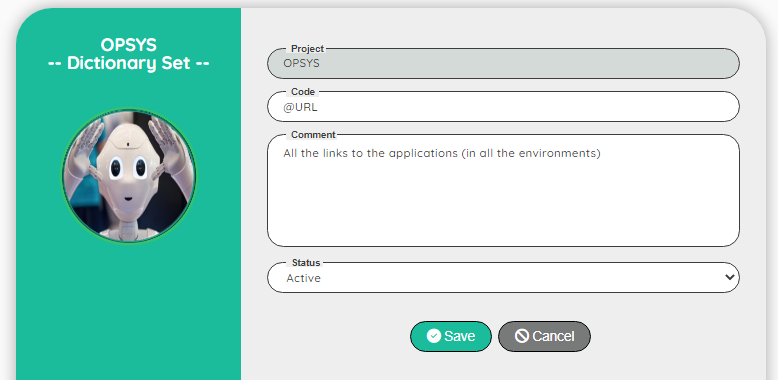 OPSYS
-- Dictionary Set --
Project
OPSYS
Code
@URL
Comment
All the links to the applications (in all the environments)
Status
Active
Save
Cancel